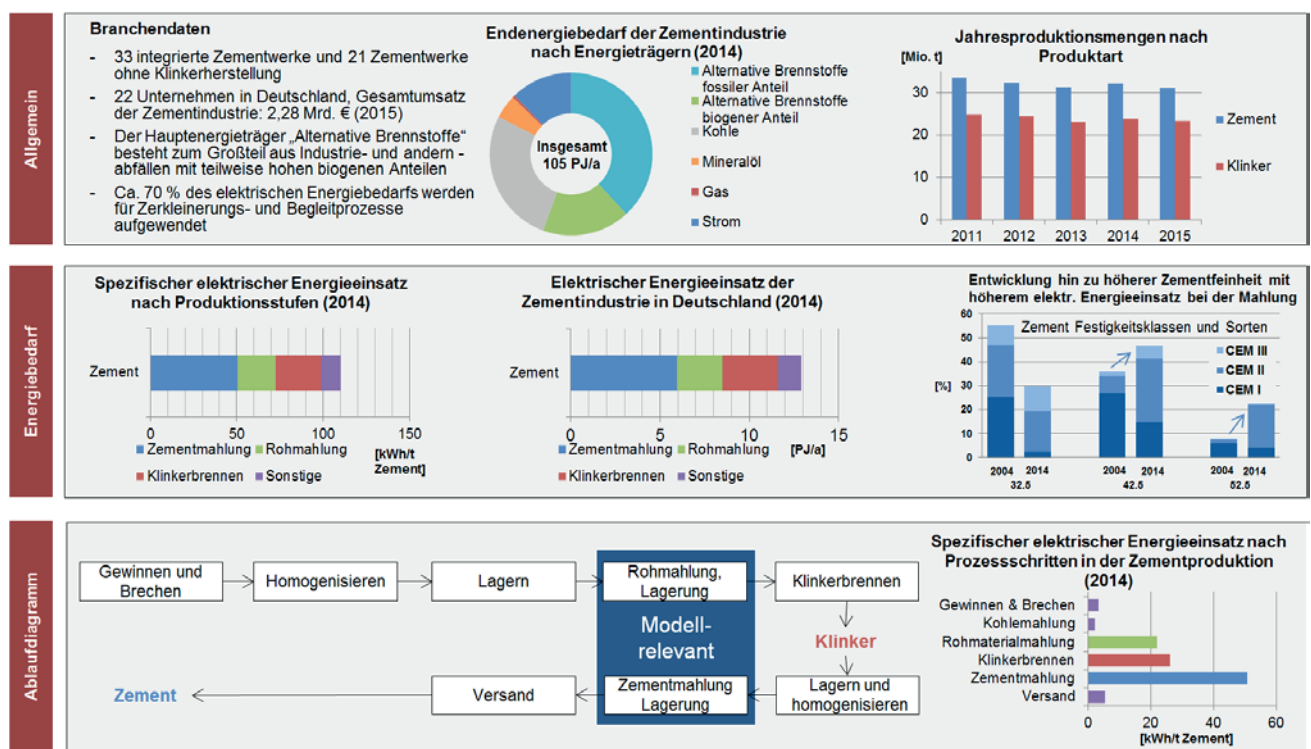 Allgemein
Branchendaten
- 33 integrierte Zementwerke und 21 Zementwerke
ohne Klinkerherstellung
- 22 Unternehmen in Deutschland, Gesamtumsatz
der Zementindustrie: 2,28 Mrd. € (2015)
- Der Hauptenergieträger „Alternative Brennstoffe“
besteht zum Großteil aus Industrie- und andern -
abfällen mit teilweise hohen biogenen Anteilen
- Ca. 70 % des elektrischen Energiebedarfs werden
für Zerkleinerungs- und Begleitprozesse
aufgewendet
Endenergiebedarf der Zementindustrie
nach Energieträgern (2014)
Insgesamt
105 PJ/a
Alternative Brennstoffe
fossiler Anteil
Alternative Brennstoffe
biogener Anteil
Kohle
Mineralöl
Gas
Strom
Jahresproduktionsmengen nach
Produktart
[Mio. t]
30
20
10
0
2011 2012 2013 2014 2015
Zement
Klinker
Energiebedarf
Spezifischer elektrischer Energieeinsatz
nach Produktionsstufen (2014)
Zement
0 50 100 150
[kWh/t
Zement]
Zementmahlung Rohmahlung
Klinkerbrennen Sonstige
Elektrischer Energieeinsatz der
Zementindustrie in Deutschland (2014)
Zement
0 5 10 15
[PJ/a]
Zementmahlung Rohmahlung
Klinkerbrennen Sonstige
Entwicklung hin zu höherer Zementfeinheit mit
höherem elektr. Energieeinsatz bei der Mahlung
Zement Festigkeitsklassen und Sorten
60
50
40
[%]
30
20
10
0
CEM III
CEM II
CEM I
2004 2014 2004 2014 2004 2014
32.5 42.5 52.5
Ablaufdiagramm
Gewinnen und
Brechen
Homogenisieren
Lagern
Rohmahlung,
Lagerung
Klinkerbrennen
Modell-
relevant
Klinker
Zement
Versand
Zementmahlung
Lagerung
Lagern und
homogenisieren
Spezifischer elektrischer Energieeinsatz nach
Prozessschritten in der Zementproduktion
(2014)
Gewinnen & Brechen
Kohlemahlung
Rohmaterialmahlung
Klinkerbrennen
Zementmahlung
Versand
0 20 40 60
[kWh/t Zement]